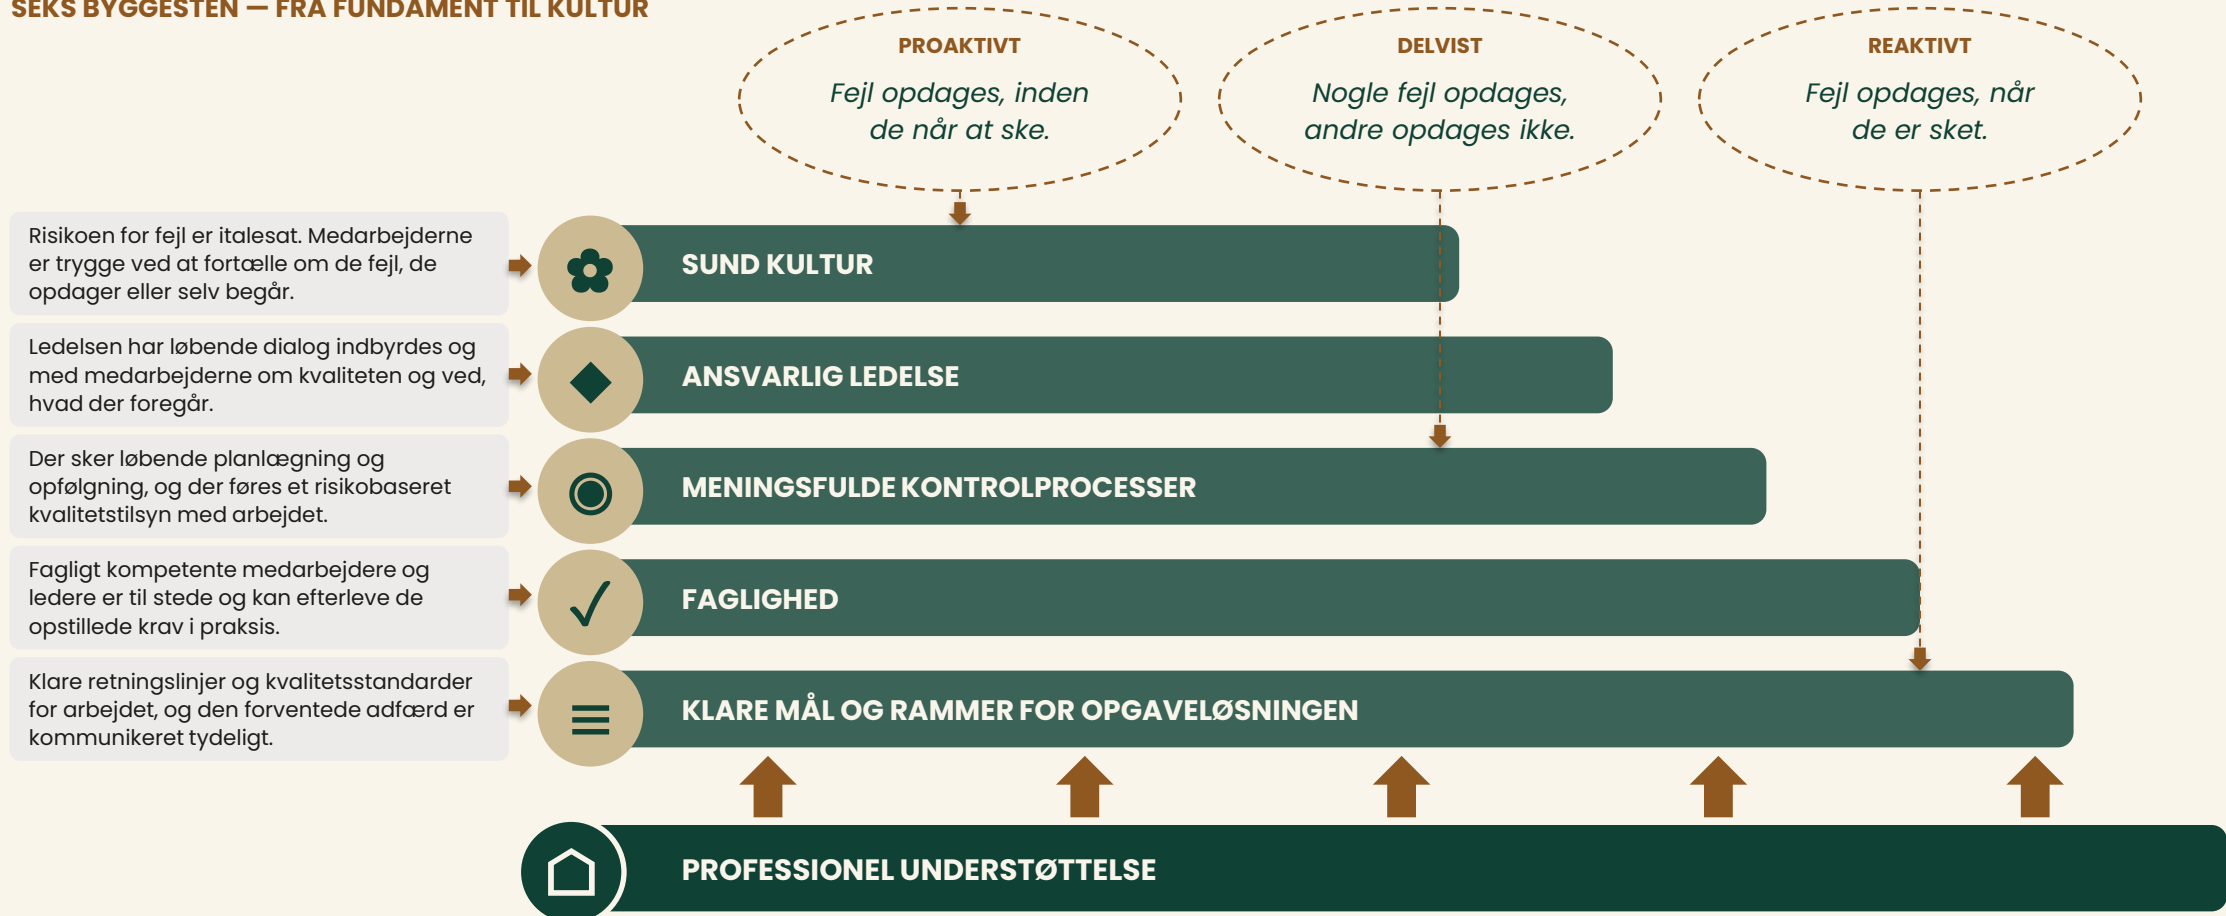 SEKS BYGGESTEN — FRA FUNDAMENT TIL KULTUR
PROAKTIVT
Fejl opdages, inden
de når at ske.
DELVIST
Nogle fejl opdages,
andre opdages ikke.
REAKTIVT
Fejl opdages, når
de er sket.
Risikoen for fejl er italesat. Medarbejderne
er trygge ved at fortælle om de fejl, de
opdager eller selv begår.
SUND KULTUR
Ledelsen har løbende dialog indbyrdes og
med medarbejderne om kvaliteten og ved,
hvad der foregår.
ANSVARLIG LEDELSE
Der sker løbende planlægning og
opfølgning, og der føres et risikobaseret
kvalitetstilsyn med arbejdet.
MENINGSFULDE KONTROLPROCESSER
Fagligt kompetente medarbejdere og
ledere er til stede og kan efterleve de
opstillede krav i praksis.
FAGLIGHED
Klare retningslinjer og kvalitetsstandarder
for arbejdet, og den forventede adfærd er
kommunikeret tydeligt.
KLARE MÅL OG RAMMER FOR OPGAVELØSNINGEN
PROFESSIONEL UNDERSTØTTELSE